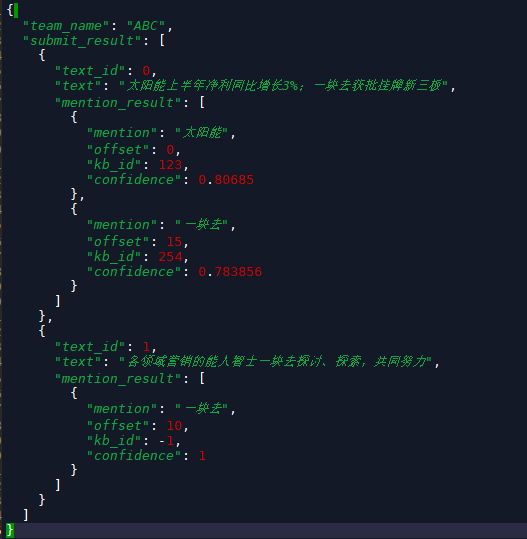 {
"team_name": "ABC",
"submit_result": [
{
"text_id": 0,
"text": "太阳能上半年净利同比增长3%; 一块去获批挂牌新三板",
"mention_result": [
{
"mention": "太阳能",
"offset": 0,
"kb_id": 123,
"confidence": 0.80685
},
{
"mention": "一块去",
"offset": 15,
"kb_id": 254,
"confidence": 0.783856
}
]
},
{
"text_id": 1,
"text": "各领域营销的能人智士一块去探讨、探索, 共同努力",
"mention_result": [
{
"mention": "一块去",
"offset": 10,
"kb_id": -1,
"confidence": 1
}
]
}
]
}